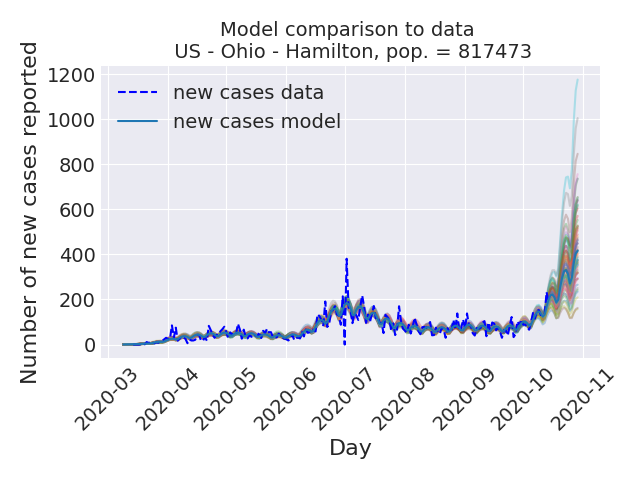 Model comparison to data
US - Ohio - Hamilton, pop. = 817473
Number of new cases reported
1200
1000
800
600
400
200
0
new cases data
new cases model
2020-03
2020-04
2020-05
2020-06
2020-07
2020-08
2020-09
2020-10
2020-11
Day